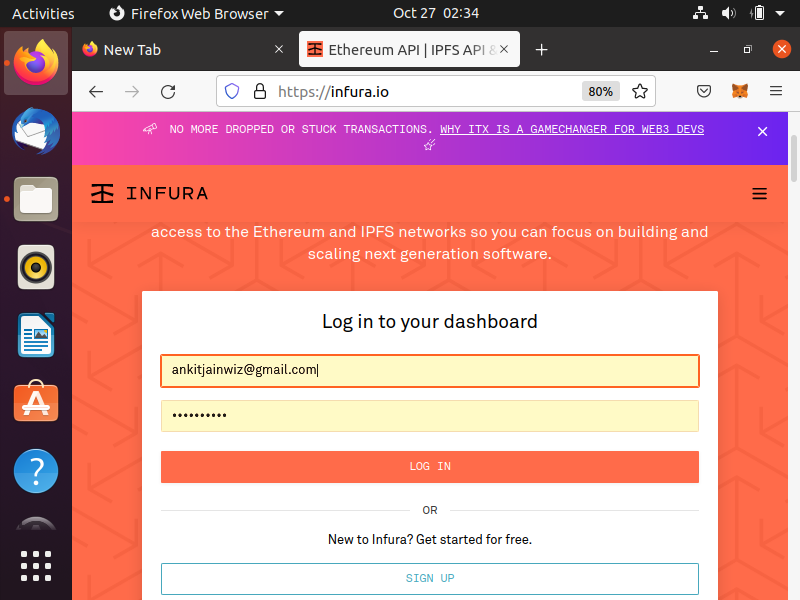 Activities
Firefox Web Browser
Oct 27 02:34
New Tab
Ethereum API | IPFS API &
https://infura.io
80%
NO MORE DROPPED OR STUCK TRANSACTIONS. WHY ITX IS A GAMECHANGER FOR WEB3 DEVS
INFURA
access to the Ethereum and IPFS networks so you can focus on building and
scaling next generation software.
Log in to your dashboard
ankitjainwiz@gmail.com
••••••••••
LOG IN
OR
New to Infura? Get started for free.
SIGN UP